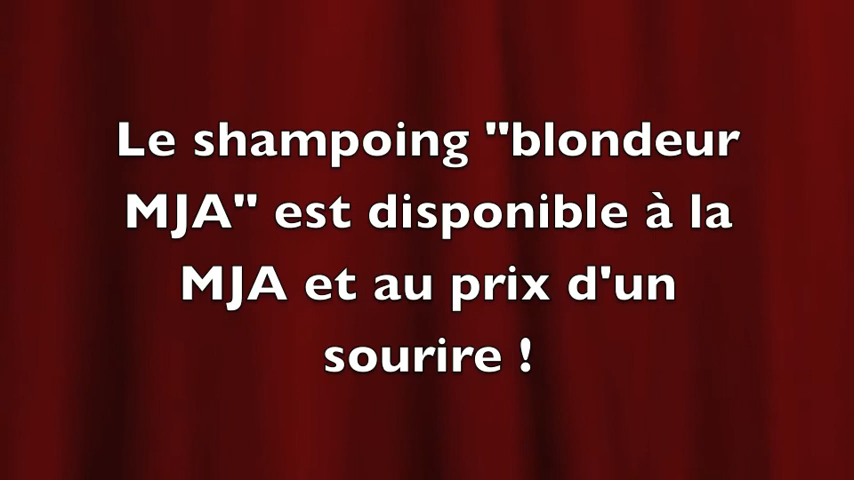 Le shampoing "blondeur
MJA" est disponible à la
MJA et au prix d'un
sourire !